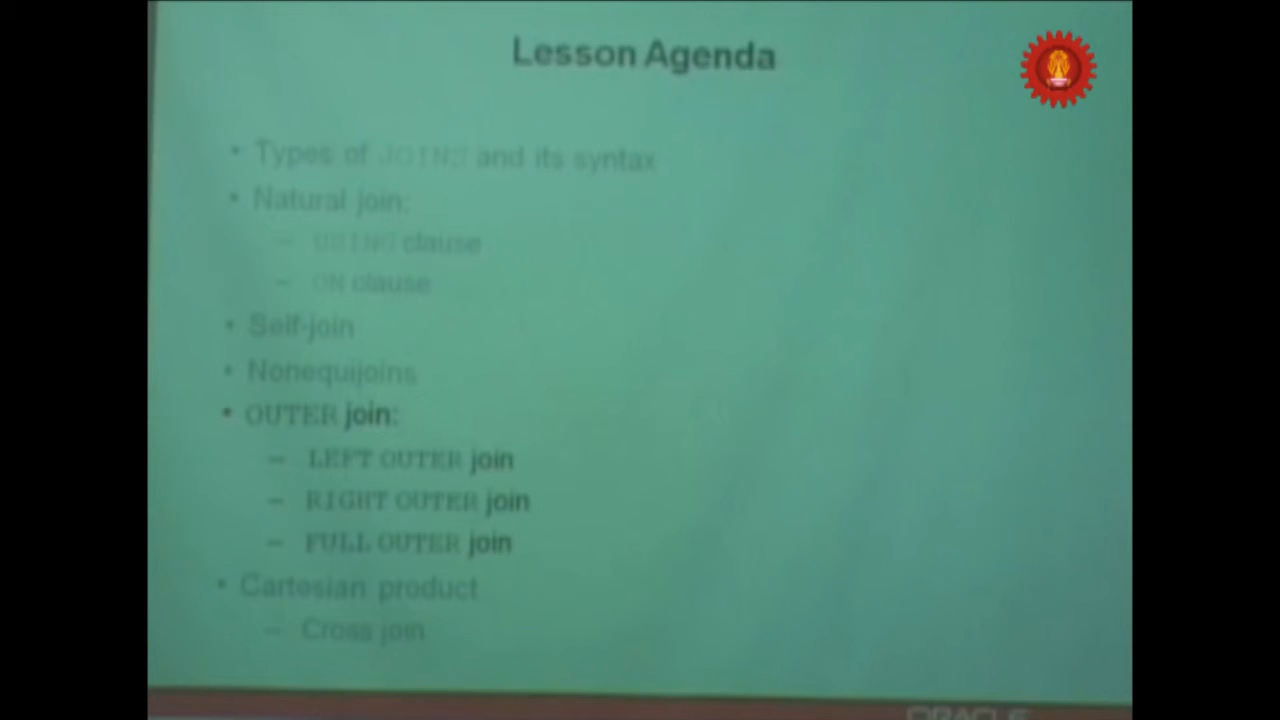 Lesson Agenda
• Types of JOINS and its syntax
• Natural join:
– USING clause
– ON clause
• Self-join
• Nonequijoins
• OUTER join:
– LEFT OUTER join
– RIGHT OUTER join
– FULL OUTER join
• Cartesian product
– Cross join
ORACLE